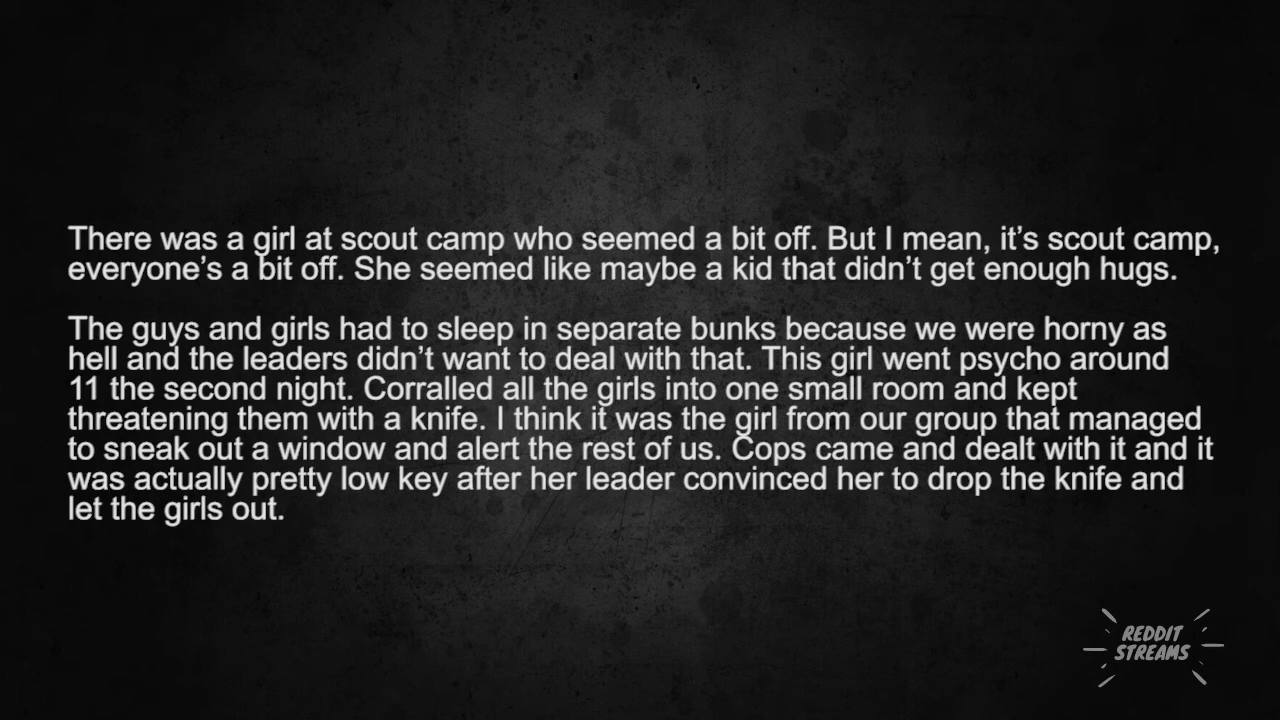 There was a girl at scout camp who seemed a bit off. But I mean, it’s scout camp,
everyone’s a bit off. She seemed like maybe a kid that didn’t get enough hugs.
The guys and girls had to sleep in separate bunks because we were horny as
hell and the leaders didn’t want to deal with that. This girl went psycho around
11 the second night. Corralled all the girls into one small room and kept
threatening them with a knife. I think it was the girl from our group that managed
to sneak out a window and alert the rest of us. Cops came and dealt with it and it
was actually pretty low key after her leader convinced her to drop the knife and
let the girls out.
REDDIT
STREAMS